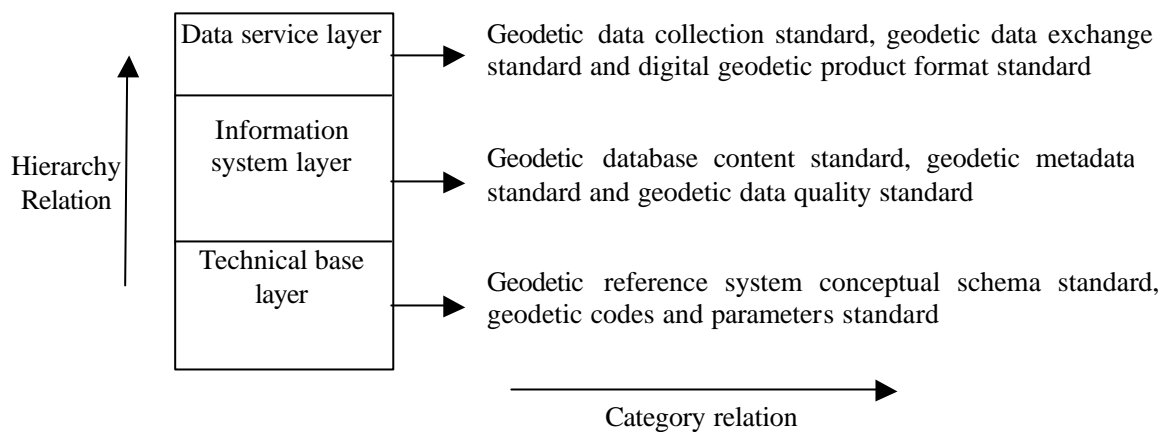 Data service layer
Geodetic data collection standard, geodetic data exchange
standard and digital geodetic product format standard
Information
system layer
Hierarchy
Relation
Geodetic database content standard, geodetic metadata
standard and geodetic data quality standard
Technical base
layer
Geodetic reference system conceptual schema standard,
geodetic codes and parameters standard
Category relation